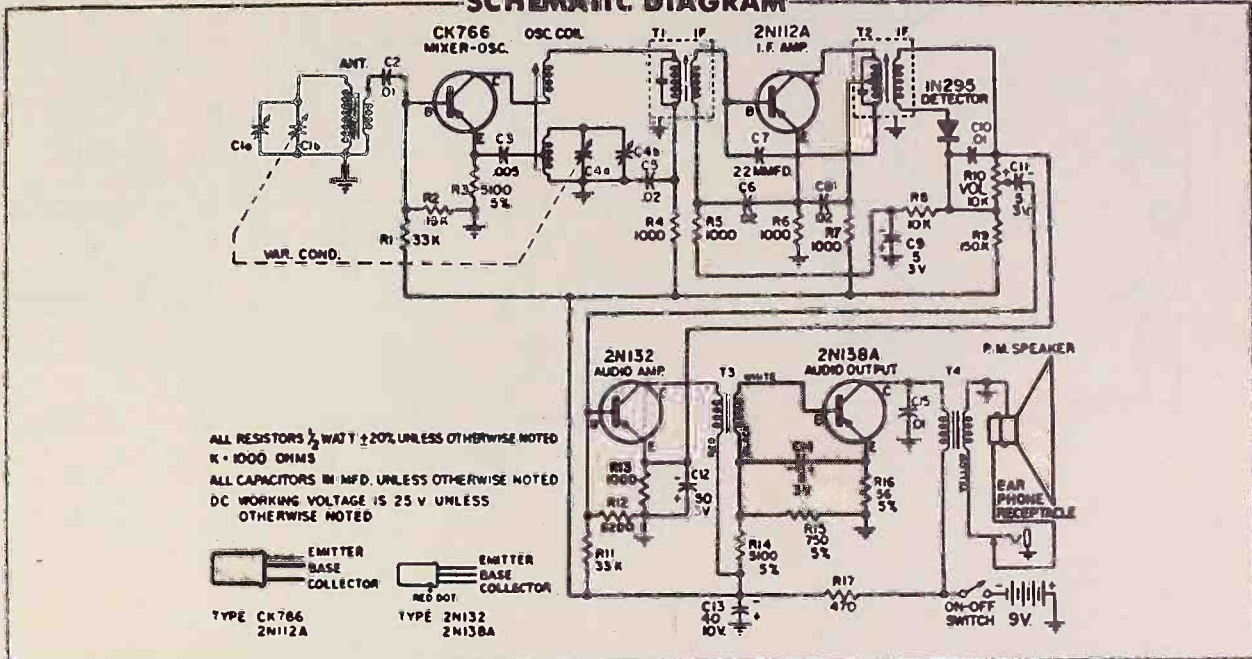 SCHEMATIC DIAGRAM
CK766
MIXER-OSC.
OSC. COIL
T1 IF
2N112A
I.F. AMP.
T2 IF
ANT.
C2
.01
C
B
E
1N295
DETECTOR
C1a
C1b
C3
.005
C4a
C4b
C5
.02
C7
22 MMFD.
C10
.01
R10
VOL
10K
C11
5
3V
R3
5100
5%
R2
R1
33K
C6
.02
.02
R4
1000
R5
1000
R6
1000
R7
1000
R8
10K
C9
5
3V
R9
150K
VAR. COND.
2N132
AUDIO AMP.
T3
WHITE
2N138A
AUDIO OUTPUT
T4
P.M. SPEAKER
C
B
E
C15
ALL RESISTORS ½ WATT ±20% UNLESS OTHERWISE NOTED
K = 1000 OHMS
ALL CAPACITORS IN MFD. UNLESS OTHERWISE NOTED
DC WORKING VOLTAGE IS 25 V UNLESS
OTHERWISE NOTED
R13
1000
C12
R12
3V
R16
56
5%
R15
750
5%
R14
5100
5%
R11
33K
EAR
PHONE
RECEPTACLE
EMITTER
BASE
COLLECTOR
TYPE CK766
2N112A
EMITTER
BASE
COLLECTOR
RED DOT
TYPE 2N132
2N138A
C13
40
10V.
R17
470
ON-OFF
SWITCH
9V.